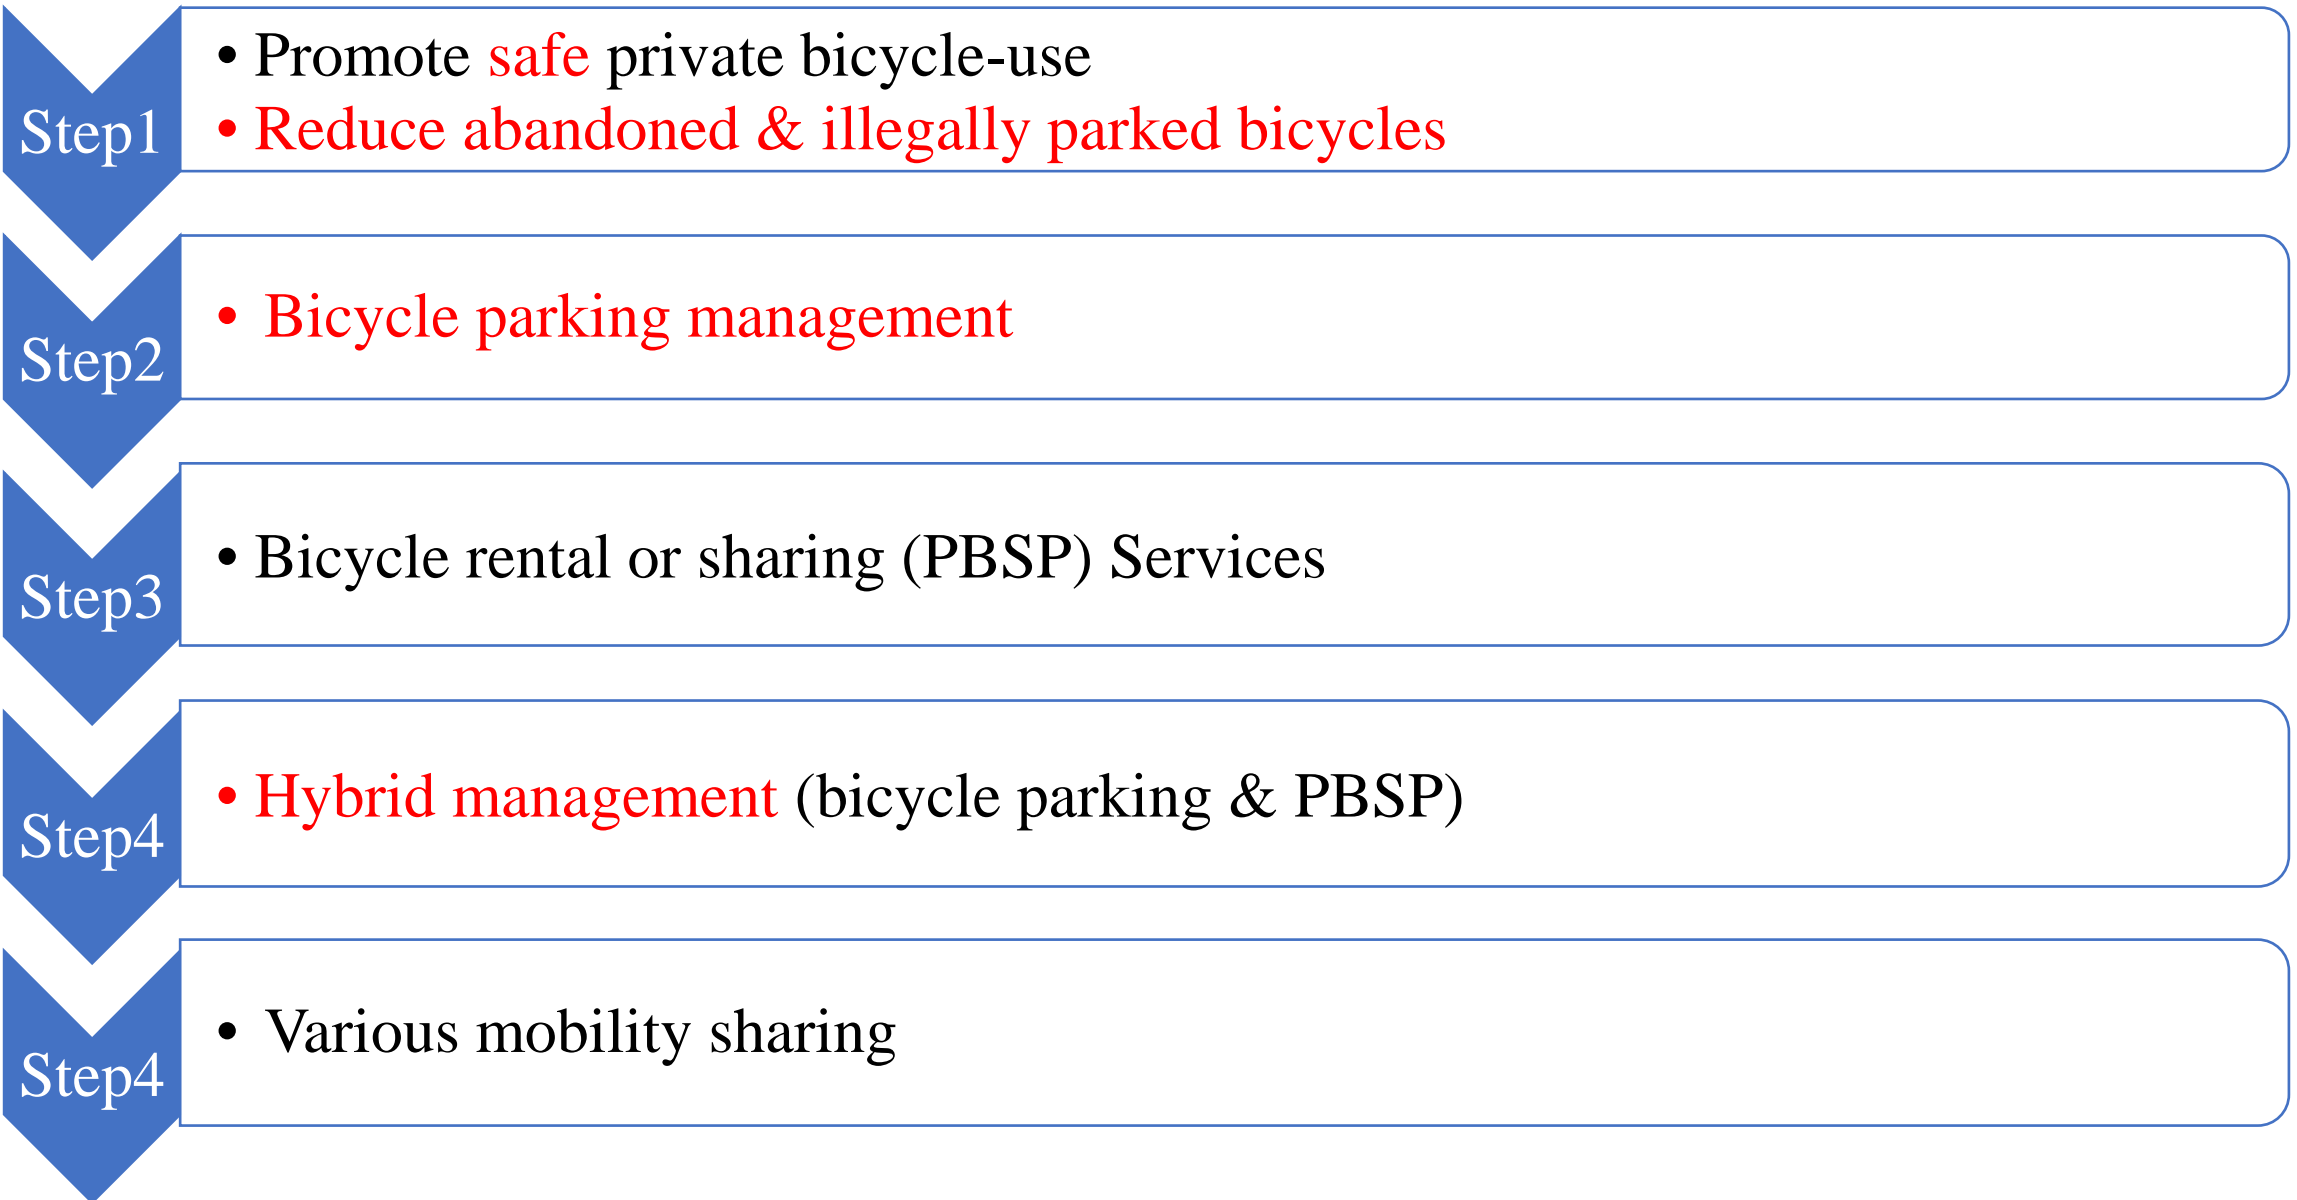 Step1
• Promote safe private bicycle-use
• Reduce abandoned & illegally parked bicycles
Step2
• Bicycle parking management
Step3
• Bicycle rental or sharing (PBSP) Services
Step4
• Hybrid management (bicycle parking & PBSP)
Step4
• Various mobility sharing